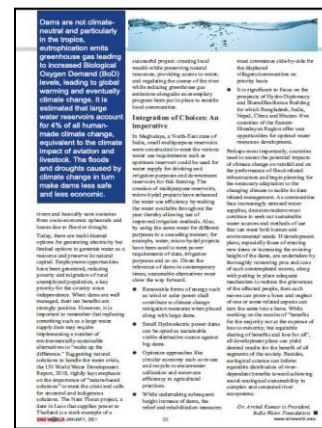 Dams are not climate-
neutral and particularly
in the tropics,
eutrophication emits
greenhouse gas leading
to increased Biological
Oxygen Demand (BoD)
levels, leading to global
warming and eventually
climate change. It is
estimated that large
water reservoirs account
for 4% of all human-
made climate change,
equivalent to the climate
impact of aviation and
livestock. The floods
and droughts caused by
climate change in turn
make dams less safe
and less economic.
rivers and basically save countries
from socio-economic upheavals and
losses due to flood or drought.
Today, there are multi-faceted
options for generating electricity but
limited options to generate water as a
resource and preserve its natural
capital. Employment opportunities
have been generated, reducing
poverty and migration of rural
unemployed population, a key
priority for the country since
independence. When dams are well
managed, their net benefits are
strongly positive. However, it is
important to remember that replacing
something such as a large water
supply dam may require
implementing a number of
environmentally sustainable
alternatives to "make up the
difference." Suggesting natural
solutions to handle the water crisis,
the UN World Water Development
Report, 2018, rightly lays emphasis
on the importance of "nature-based
solutions" to meet the crisis and calls
for ancestral and indigenous
solutions. The Nam Theun project, a
dam in Laos that supplies power to
Thailand is a stark example of a
successful project: creating local
wealth while preserving natural
resources, providing access to water,
and regulating the course of the river
while reducing greenhouse gas
emissions alongside an exemplary
program been put in place to resettle
local communities.
Integration of Choices: An
imperative
In Meghalaya, a North-East state of
India, small multipurpose reservoirs
were constructed to meet the various
water use requirements such as
upstream reservoir could be used for
water supply for drinking and
irrigation purposes and downstream
reservoirs for fish farming. The
creation of multipurpose reservoirs,
micro-hydel projects have enhanced
the water use efficiency by making
the water available throughout the
year thereby allowing use of
improved irrigation methods. Also,
by using the same water for different
purposes in a cascading manner; for
example, water, micro-hydel projects
have been used to meet power
requirements of state, irrigation
purposes and so on. Often on the
relevance of dams in contemporary
times, sustainable alternatives must
show the way forward.
Renewable forms of energy such
as wind or solar power shall
contribute to climate change
mitigation measures when placed
along with large dams.
Small Hydroelectric power dams
can be opted as sustainable
viable alternative source against
big dams.
Optimize approaches like
circular economy such as re-use
and recycle to encounter
utilization and water-use
efficiency in agricultural
practices.
While undertaking subsequent
height increase of dams, the
relief and rehabilitation measures
must commence side-by-side for
the displaced
villagers/communities on
priority basis
It is significant to focus on the
prospects of Hydro-Diplomacy
and Shared Resilience Building
for which Bangladesh, India,
Nepal, China and Bhutan- five
countries of the Eastern
Himalayan Region offer vast
opportunities for optimal water
resources development.
Perhaps most importantly, countries
need to assess the potential impacts
of climate change on rainfall and on
the performance of flood-related
infrastructure and begin planning for
the necessary adaptation to the
changing climate to tackle its dam
related management. As communities
face increasingly stressed water
supplies, decision-makers must
continue to seek out sustainable
water sources and methods of use
that can meet both human and
environmental needs. If development
plans, especially those of erecting
new dams or increasing the existing
height of the dams, are undertaken by
thoroughly reviewing pros and cons
of such contemplated moves, along
with putting in place adequate
mechanism to redress the grievances
of the affected people, then such
moves can prove a boon and neglect
of one or some related aspects can
turn the same into a bane. While
working on the maxim of "benefits
for the majority not at the expense of
loss to minority, but equitable
sharing of benefits and loss for all",
all development plans can yield
desired results for the benefit of all
segments of the society. Besides,
ecological science can inform
equitable distribution of river-
dependent benefits toward achieving
social-ecological sustainability in
complex and contested river
ecosystems.
-Dr. Arvind Kumar is President,
India Water Foundation
JANUARY, 2021